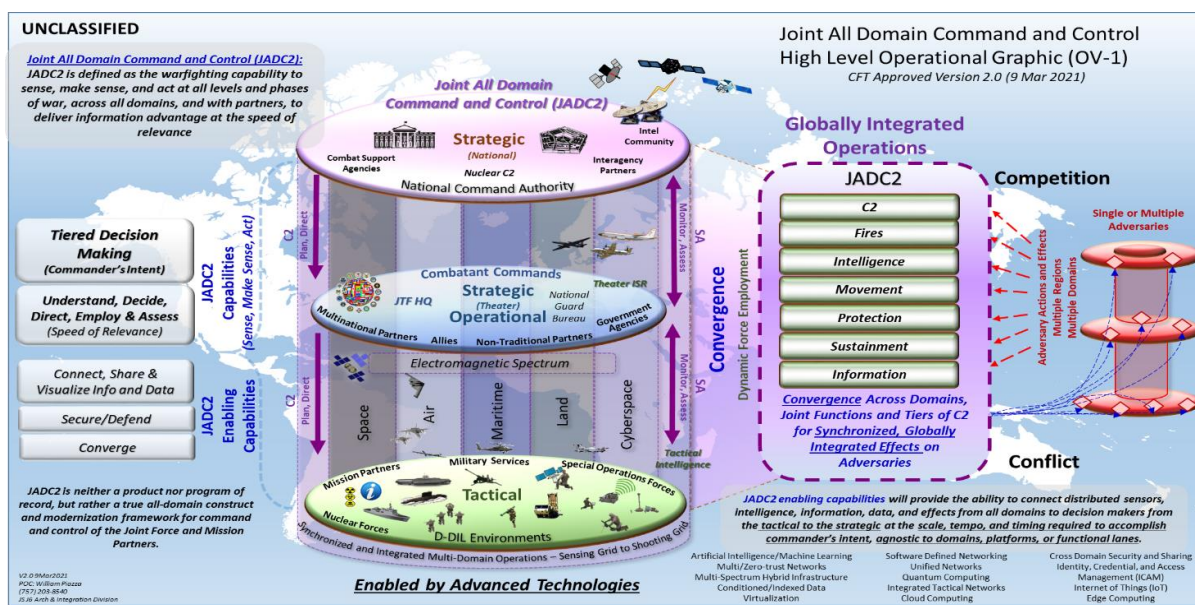 UNCLASSIFIED
Joint All Domain Command and Control (JADC2):
JADC2 is defined as the warfighting capability to
sense, make sense, and act at all levels and phases
of war, across all domains, and with partners, to
deliver information advantage at the speed of
relevance
Joint All Domain Command and Control
High Level Operational Graphic (OV-1)
CFT Approved Version 2.0 (9 Mar 2021)
Joint All Domain
Command and Control (JADC2)
Strategic
(National)
Nuclear C2
Combat Support
Agencies
Intel
Community
Interagency
Partners
National Command Authority
C2
Plan, Direct
SA
Monitor, Assess
Combatant Commands
Strategic
(Theater)
Operational
JTF HQ
National
Guard
Bureau
Theater ISR
Multinational Partners
Allies
Non-Traditional Partners
Government
Agencies
Electromagnetic Spectrum
C2
Plan, Direct
SA
Monitor, Assess
Space
Air
Maritime
Land
Cyberspace
Tactical
Intelligence
Mission Partners
Military Services
Special Operations Forces
Tactical
Nuclear Forces
D-DIL Environments
Synchronized and Integrated Multi-Domain Operations – Sensing Grid to Shooting Grid
Enabled by Advanced Technologies
Tiered Decision
Making
(Commander's Intent)
Understand, Decide,
Direct, Employ & Assess
(Speed of Relevance)
Connect, Share &
Visualize Info and Data
Secure/Defend
Converge
JADC2
Capabilities
(Sense, Make Sense, Act)
JADC2
Enabling
Capabilities
JADC2 is neither a product nor program of
record, but rather a true all-domain construct
and modernization framework for command
and control of the Joint Force and Mission
Partners.
V2.0 9Mar2021
POC: William Piazza
(757) 203-8540
JS J6 Arch & Integration Division
Convergence
Dynamic Force Employment
Globally Integrated
Operations
JADC2
C2
Fires
Intelligence
Movement
Protection
Sustainment
Information
Convergence Across Domains,
Joint Functions and Tiers of C2
for Synchronized, Globally
Integrated Effects on
Adversaries
Competition
Single or Multiple
Adversaries
Adversary Actions and Effects
Multiple Regions
Multiple Domains
Conflict
JADC2 enabling capabilities will provide the ability to connect distributed sensors,
intelligence, information, data, and effects from all domains to decision makers from
the tactical to the strategic at the scale, tempo, and timing required to accomplish
commander's intent, agnostic to domains, platforms, or functional lanes.
Artificial Intelligence/Machine Learning
Multi/Zero-trust Networks
Multi-Spectrum Hybrid Infrastructure
Conditioned/Indexed Data
Virtualization
Software Defined Networking
Unified Networks
Quantum Computing
Integrated Tactical Networks
Cloud Computing
Cross Domain Security and Sharing
Identity, Credential, and Access
Management (ICAM)
Internet of Things (IoT)
Edge Computing